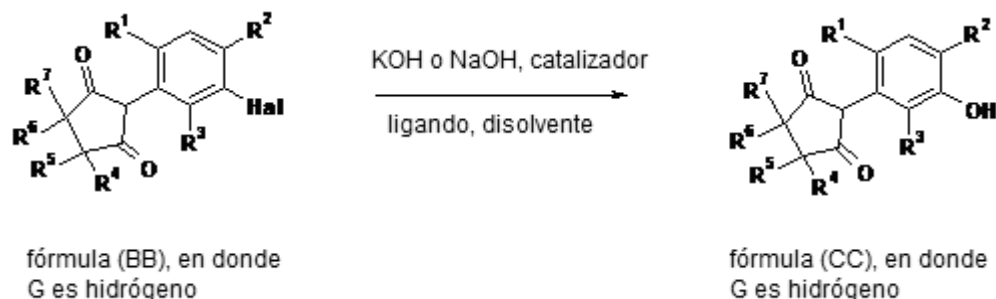 R¹ R² O R⁷ Hal R⁶ R³ R⁵ R⁴ O
KOH o NaOH, catalizador
ligando, disolvente
R¹ R² O R⁷ OH R⁶ R³ R⁵ R⁴ O
fórmula (BB), en donde
G es hidrógeno
fórmula (CC), en donde
G es hidrógeno